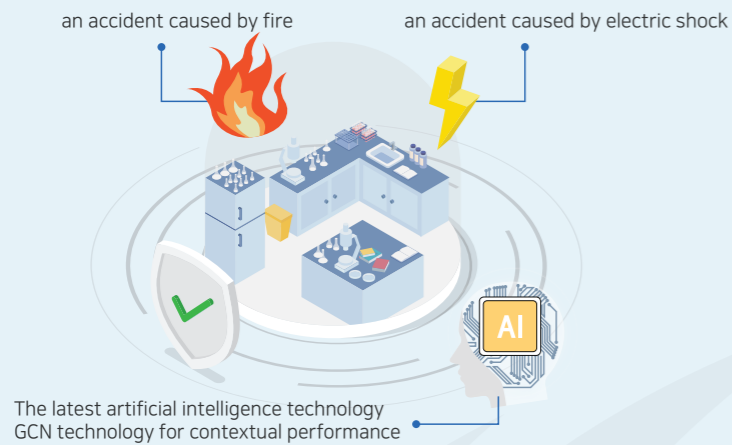 an accident caused by fire
an accident caused by electric shock
AI
The latest artificial intelligence technology
GCN technology for contextual performance